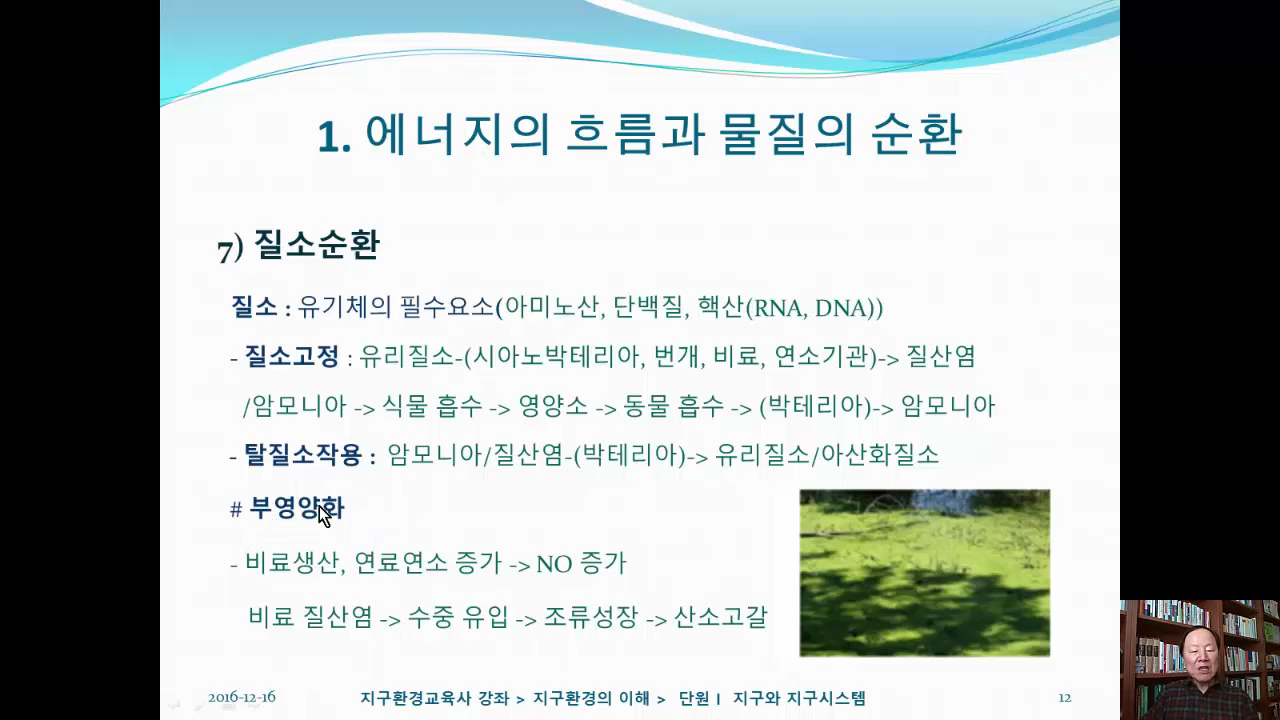 1. 에너지의 흐름과 물질의 순환
7) 질소순환
질소 : 유기체의 필수요소(아미노산, 단백질, 핵산(RNA, DNA))
- 질소고정 : 유리질소-(시아노박테리아, 번개, 비료, 연소기관)-> 질산염
/암모니아 -> 식물 흡수 -> 영양소 -> 동물 흡수 -> (박테리아)-> 암모니아
- 탈질소작용 : 암모니아/질산염-(박테리아)-> 유리질소/아산화질소
# 부영양화
- 비료생산, 연료연소 증가 -> NO 증가
비료 질산염 -> 수중 유입 -> 조류성장 -> 산소고갈
2016-12-16
지구환경교육사 강좌 > 지구환경의 이해 > 단원 I 지구와 지구시스템
12